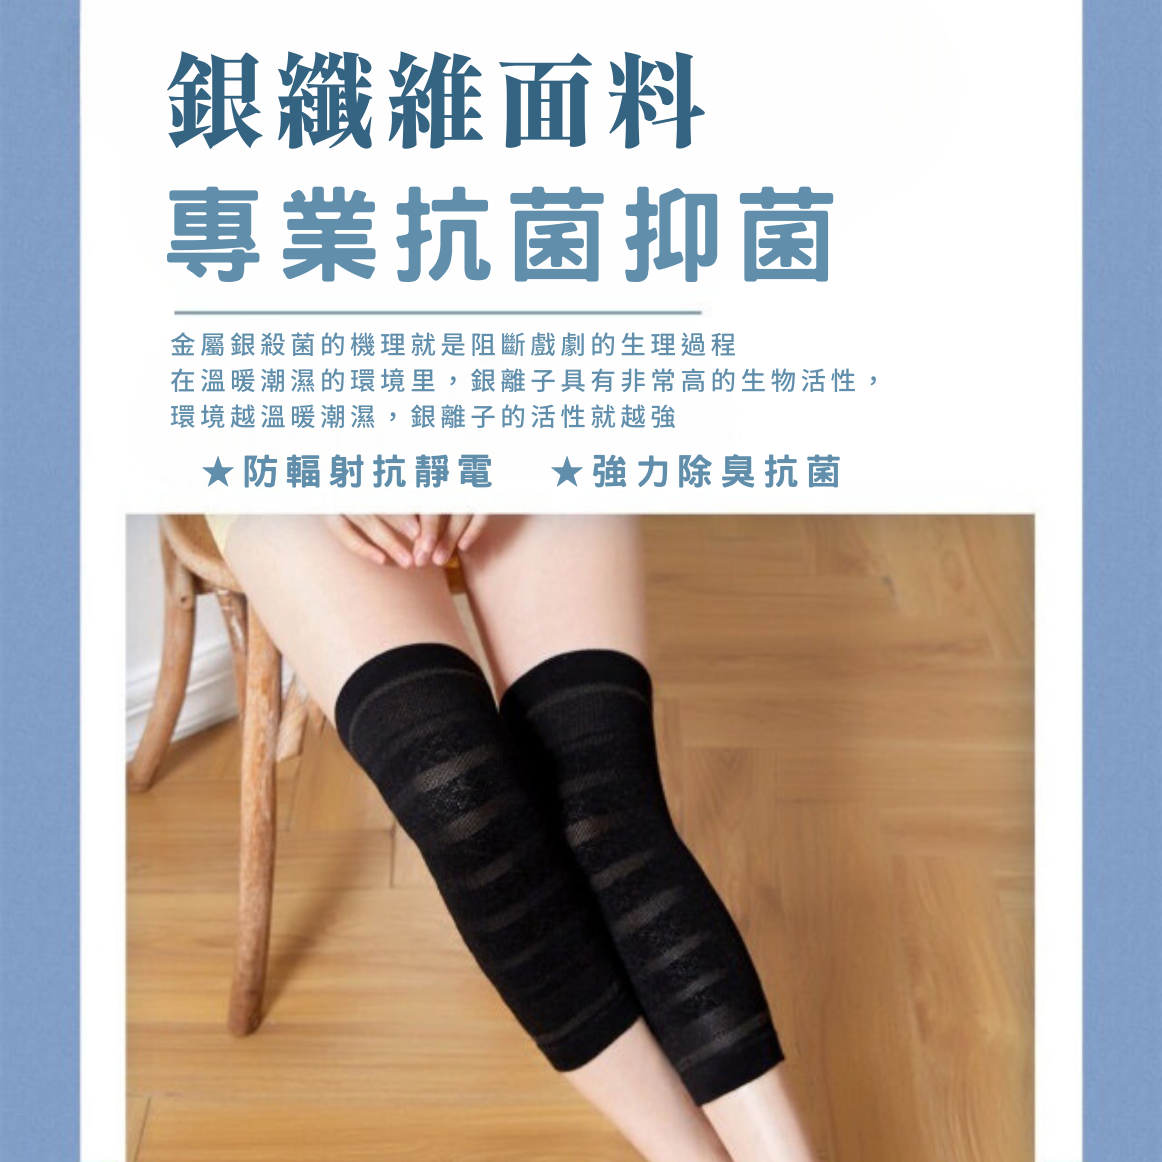 銀纖維面料
專業抗菌抑菌
金屬銀殺菌的機理就是阻斷戲劇的生理過程
在溫暖潮濕的環境里，銀離子具有非常高的生物活性，
環境越溫暖潮濕，銀離子的活性就越強
★防輻射抗靜電 ★強力除臭抗菌